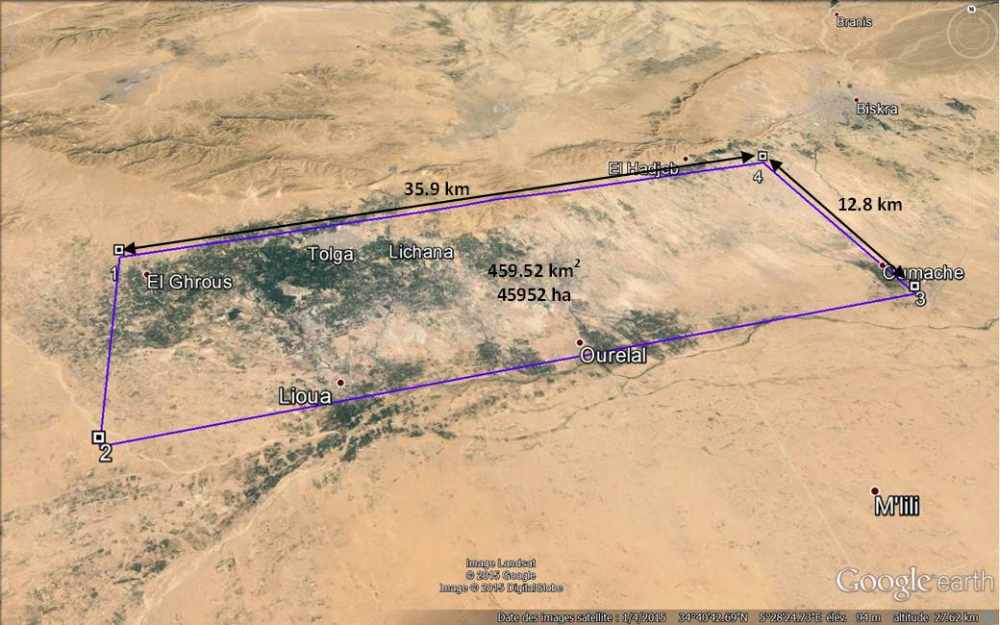 N
Branis
Biskra
El Hadjeb
4
35.9 km
12.8 km
1
El Ghrous
Tolga
Lichana
459.52 km²
45952 ha
Oumache
3
Ourelal
Lioua
2
M'lili
Image Landsat
© 2015 Google
Image © 2015 DigitalGlobe
Google earth
Date des images satellite : 1/4/2015 34°40'42.69"N 5°28'24.73"E élév. 94 m altitude 27.62 km